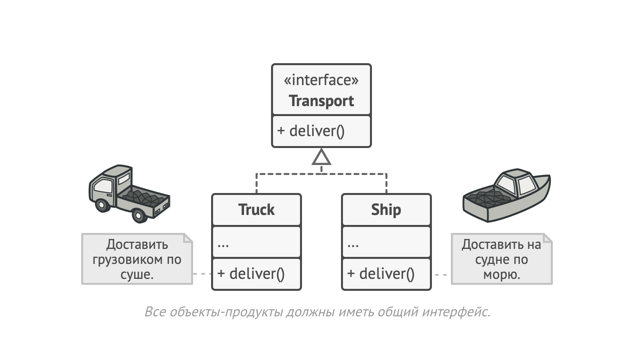 «interface»
Transport
+ deliver()
Truck
...
+ deliver()
Ship
...
+ deliver()
Доставить
грузовиком по
суше.
Доставить на
судне по
морю.
Все объекты-продукты должны иметь общий интерфейс.